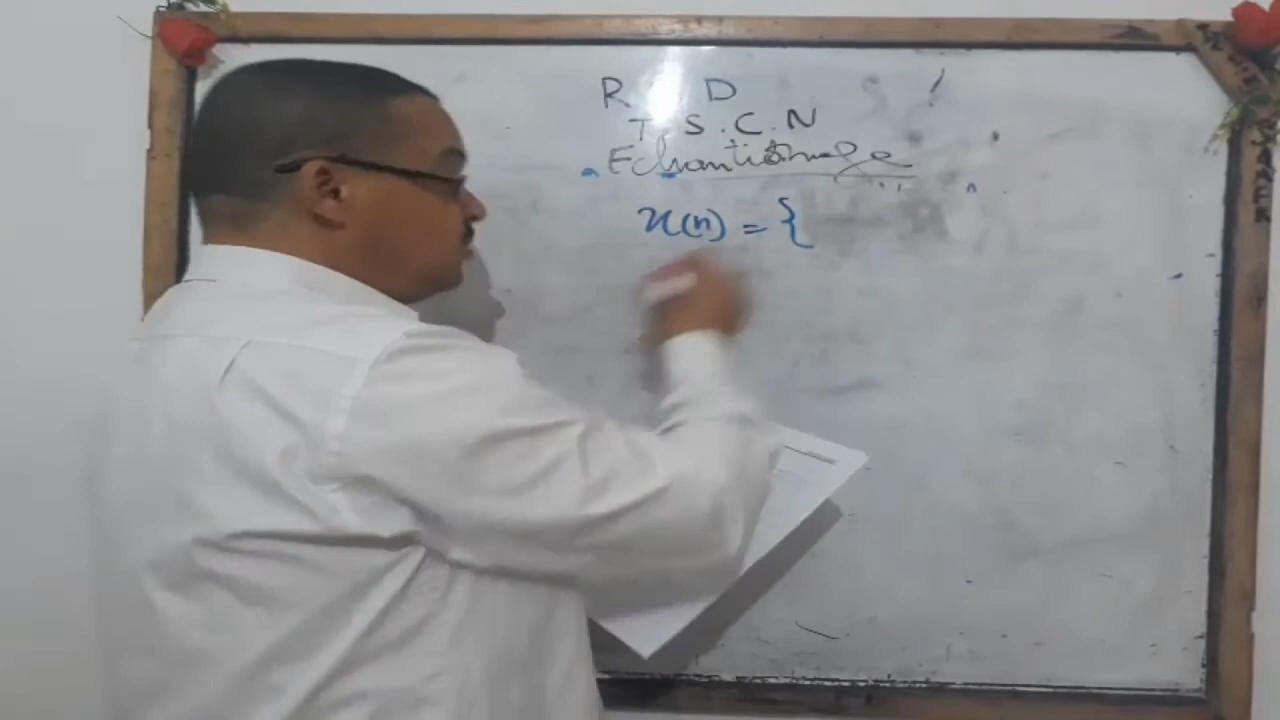 R D
T.S.C.N
Echantionnage
x(n) = {